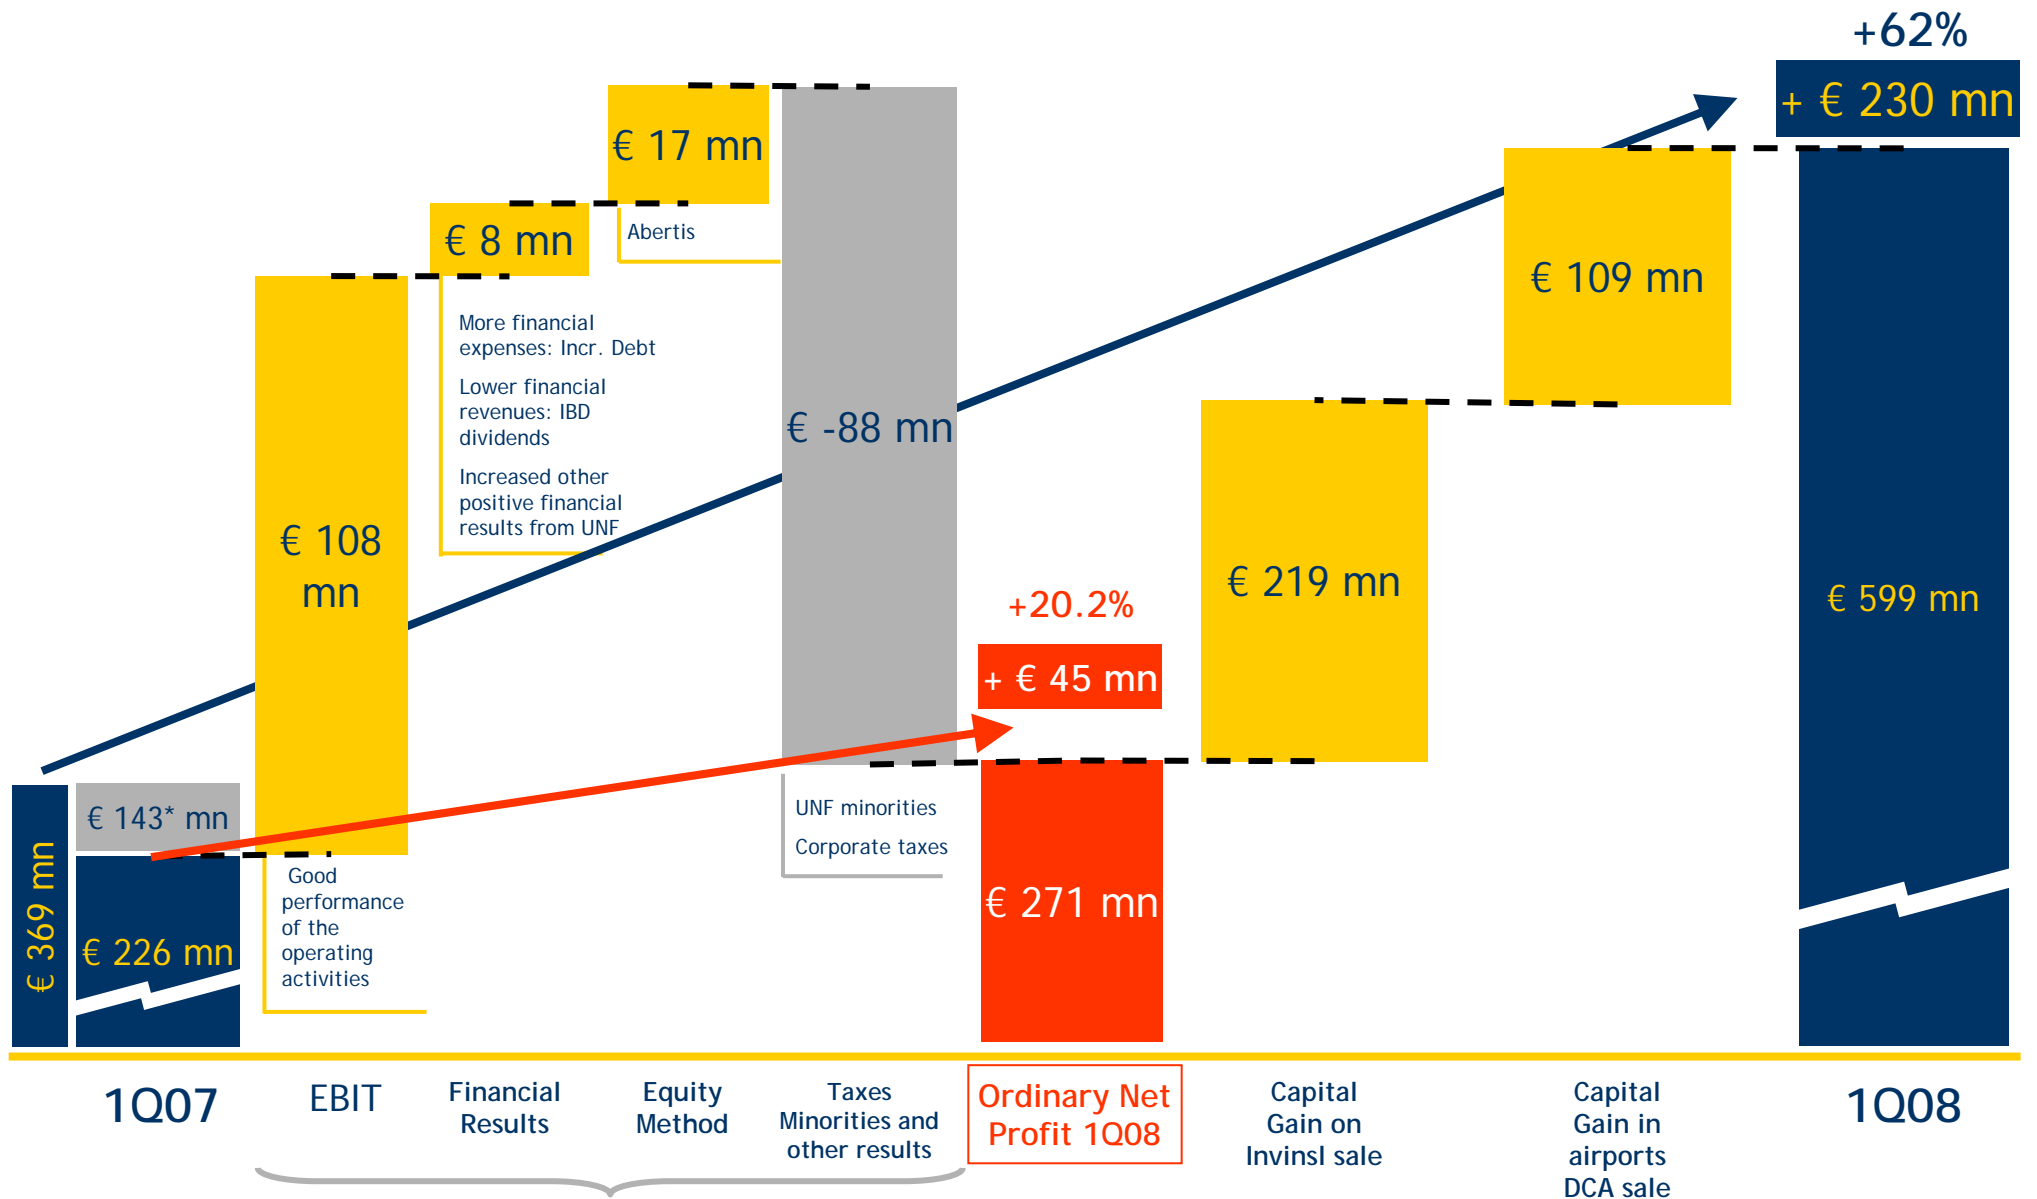 +62%
+ € 230 mn
€ 17 mn
€ 8 mn
Abertis
€ 109 mn
More financial
expenses: Incr. Debt
Lower financial
revenues: IBD
dividends
Increased other
positive financial
results from UNF
€ -88 mn
€ 108
mn
€ 219 mn
€ 599 mn
+20.2%
+ € 45 mn
€ 369 mn
€ 143* mn
€ 226 mn
Good
performance
of the
operating
activities
UNF minorities
Corporate taxes
€ 271 mn
1Q07
EBIT
Financial
Results
Equity
Method
Taxes
Minorities and
other results
Ordinary Net
Profit 1Q08
Capital
Gain on
Invinsl sale
Capital
Gain in
airports
DCA sale
1Q08